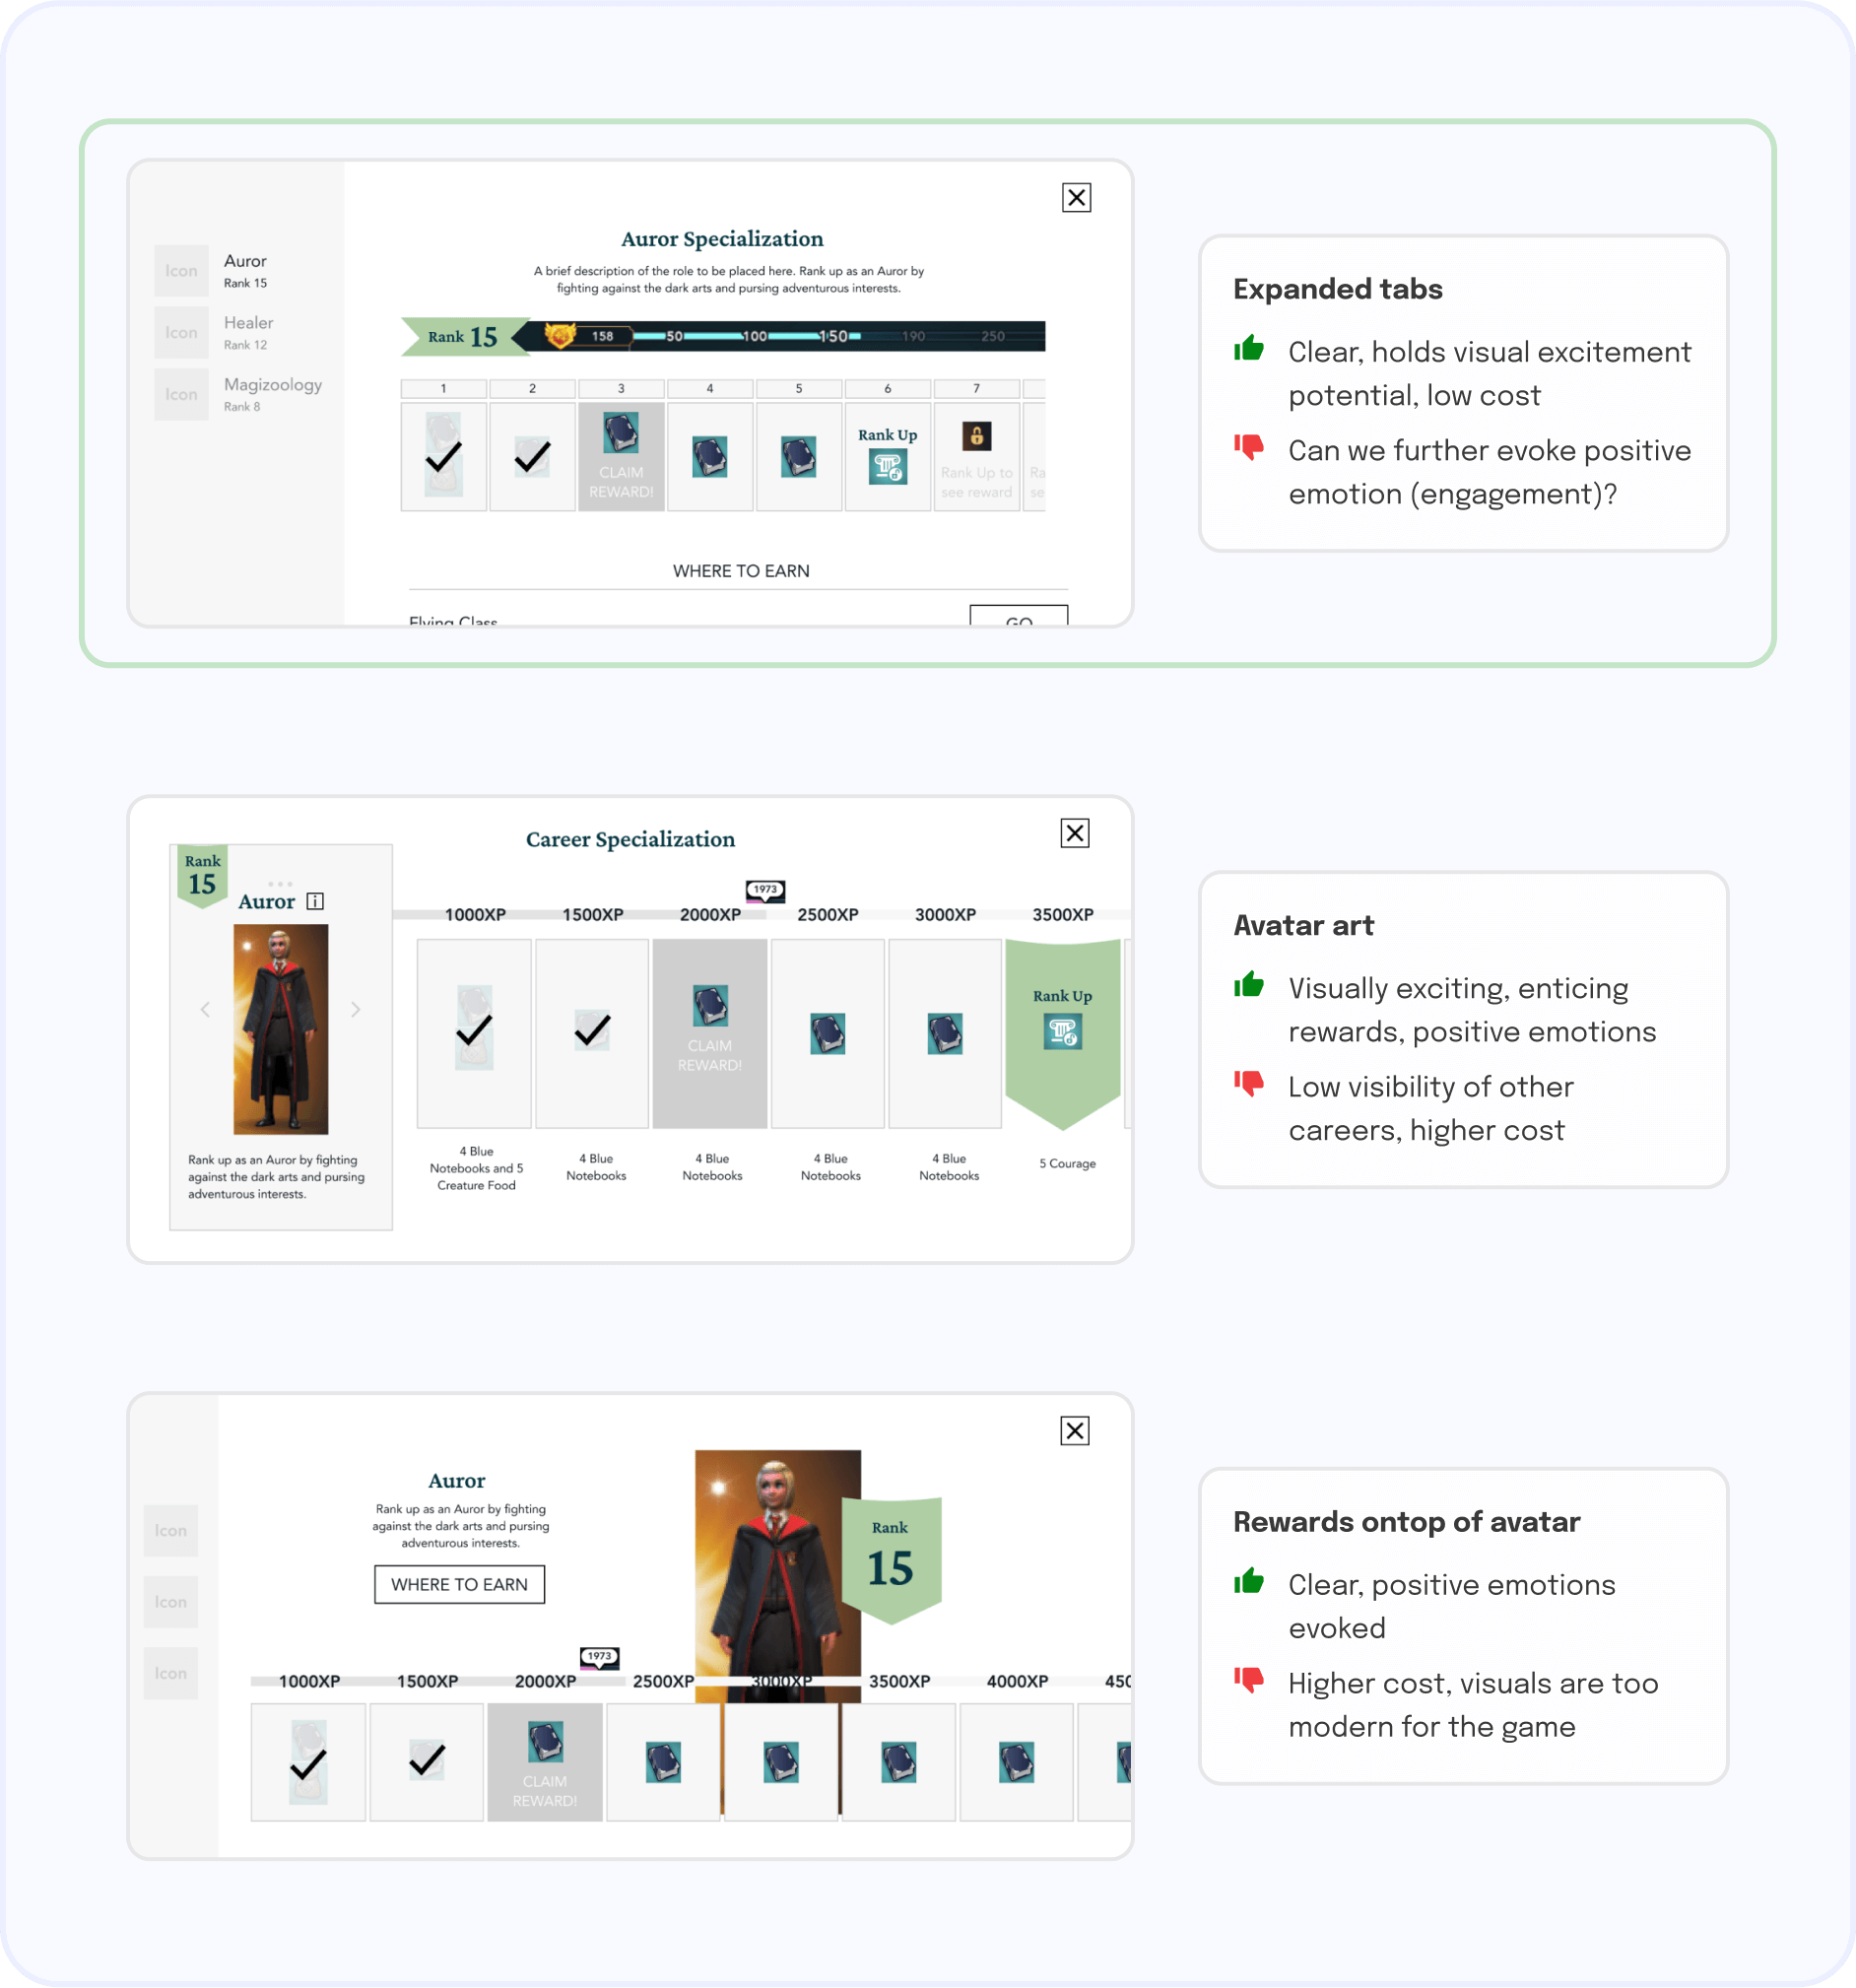 Icon
Auror
Rank 15
Icon
Healer
Rank 12
Icon
Magizoology
Rank 8
Auror Specialization
A brief description of the role to be placed here. Rank up as an Auror by
fighting against the dark arts and pursing adventurous interests.
Rank 15
158 50 100 150 190 250
1 2 3 4 5 6 7
CLAIM
REWARD!
Rank Up
Rank Up to
see reward
Ra
se
WHERE TO EARN
Flying Class
GO
Expanded tabs
Clear, holds visual excitement
potential, low cost
Can we further evoke positive
emotion (engagement)?
Career Specialization
Rank
15
Auror i
Rank up as an Auror by fighting
against the dark arts and pursing
adventurous interests.
1973
1000XP 1500XP 2000XP 2500XP 3000XP 3500XP
CLAIM
REWARD!
Rank Up
4 Blue
Notebooks and 5
Creature Food
4 Blue
Notebooks
4 Blue
Notebooks
4 Blue
Notebooks
4 Blue
Notebooks
5 Courage
Avatar art
Visually exciting, enticing
rewards, positive emotions
Low visibility of other
careers, higher cost
Icon
Icon
Icon
Auror
Rank up as an Auror by fighting
against the dark arts and pursing
adventurous interests.
WHERE TO EARN
Rank
15
1973
1000XP 1500XP 2000XP 2500XP 3000XP 3500XP 4000XP 450
CLAIM
REWARD!
Rewards ontop of avatar
Clear, positive emotions
evoked
Higher cost, visuals are too
modern for the game